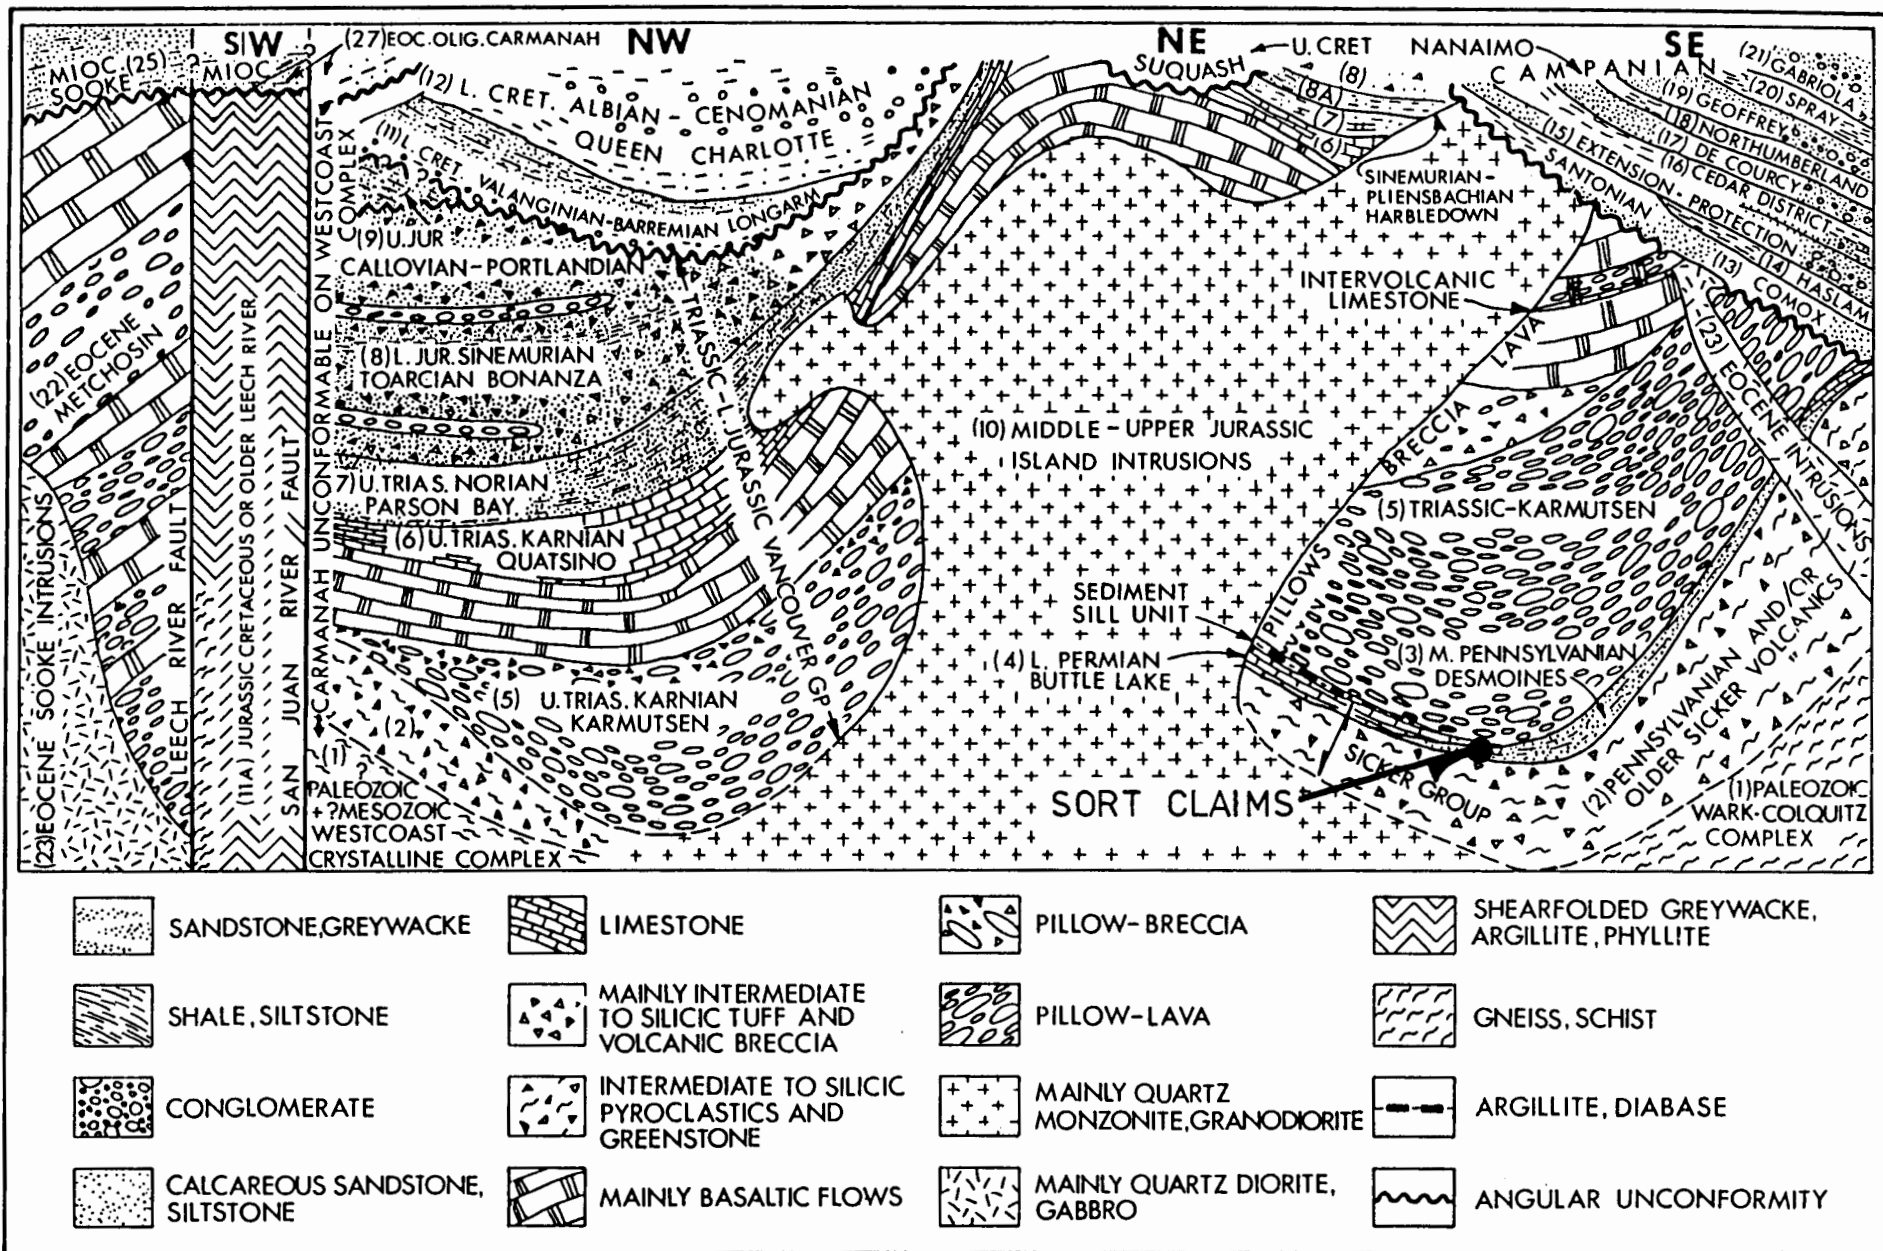 SW
NW
NE
SE
MIOC (25)
SOOKE
MIOC
(27) EOC. OLIG. CARMANAH
(12) L. CRET. ALBIAN - CENOMANIAN
QUEEN CHARLOTTE
(11) L CRET VALANGINIAN-BARREMIAN LONGARM
(9) U. JUR
CALLOVIAN-PORTLANDIAN
(8) L. JUR. SINEMURIAN
TOARCIAN BONANZA
7) U. TRIAS. NORIAN
PARSON BAY
(6) U. TRIAS. KARNIAN
QUATSINO
(5) U. TRIAS. KARNIAN
KARMUTSEN
(2)
(1) ?
PALEOZOIC
+ ?MESOZOIC
WESTCOAST
CRYSTALLINE COMPLEX
TRIASSIC-L. JURASSIC VANCOUVER GP
CARMANAH UNCONFORMABLE ON WESTCOAST
COMPLEX
SAN JUAN RIVER FAULT
(11A) JURASSIC CRETACEOUS OR OLDER LEECH RIVER
LEECH RIVER FAULT
(22) EOCENE
METCHOSIN
(23) EOCENE SOOKE INTRUSIONS
SUQUASH
U. CRET
(8)
(8A)
(7)
(6)
SINEMURIAN-
PLIENSBACHIAN
HARBLEDOWN
NANAIMO
CAMPANIAN
(21) GABRIOLA
(20) SPRAY
(19) GEOFFREY
(18) NORTHUMBERLAND
(17) DE COURCY
(16) CEDAR DISTRICT
(15) EXTENSION - PROTECTION
SANTONIAN
(14) HASLAM
(13) COMOX
INTERVOLCANIC
LIMESTONE
LAVA
BRECCIA
PILLOWS
(10) MIDDLE - UPPER JURASSIC
ISLAND INTRUSIONS
(5) TRIASSIC-KARMUTSEN
(23) EOCENE INTRUSIONS
SEDIMENT
SILL UNIT
(4) L. PERMIAN
BUTTLE LAKE
(3) M. PENNSYLVANIAN
DESMOINES
SICKER GROUP
SORT CLAIMS
(2) PENNSYLVANIAN AND/OR
OLDER SICKER VOLCANICS
(1) PALEOZOIC
WARK-COLQUITZ
COMPLEX
SANDSTONE, GREYWACKE
LIMESTONE
PILLOW-BRECCIA
SHEARFOLDED GREYWACKE,
ARGILLITE, PHYLLITE
SHALE, SILTSTONE
MAINLY INTERMEDIATE
TO SILICIC TUFF AND
VOLCANIC BRECCIA
PILLOW-LAVA
GNEISS, SCHIST
CONGLOMERATE
INTERMEDIATE TO SILICIC
PYROCLASTICS AND
GREENSTONE
MAINLY QUARTZ
MONZONITE, GRANODIORITE
ARGILLITE, DIABASE
CALCAREOUS SANDSTONE,
SILTSTONE
MAINLY BASALTIC FLOWS
MAINLY QUARTZ DIORITE,
GABBRO
ANGULAR UNCONFORMITY